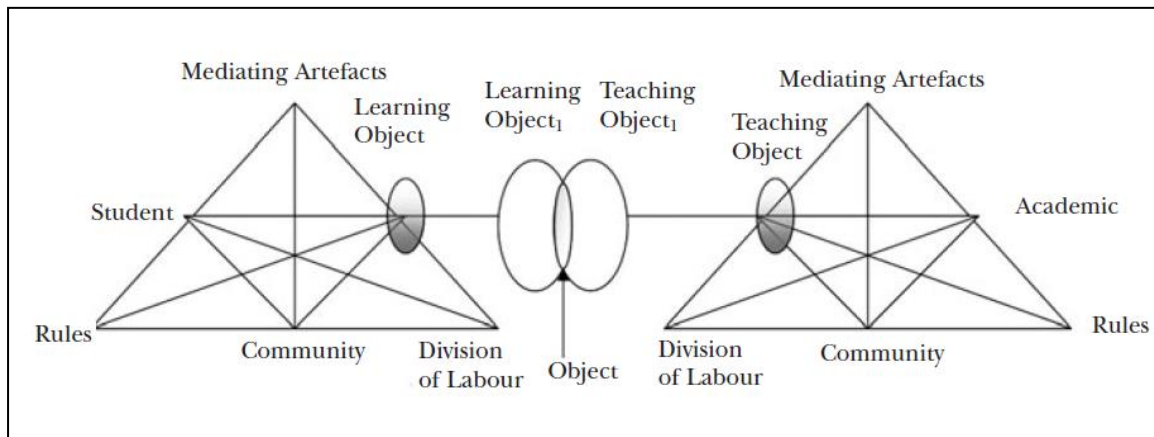 Mediating Artefacts
Learning
Object
Learning
Object₁
Teaching
Object₁
Teaching
Object
Mediating Artefacts
Student
Academic
Rules
Community
Division
of Labour
Object
Division
of Labour
Community
Rules